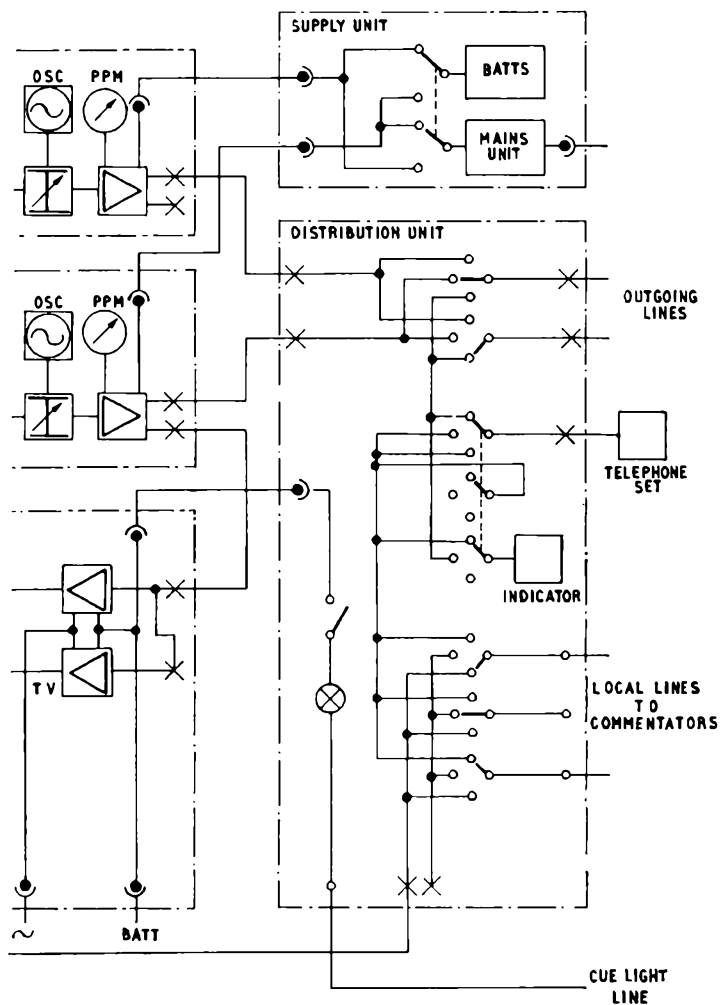 SUPPLY UNIT
OSC PPM
BATTS
MAINS
UNIT
DISTRIBUTION UNIT
OUTGOING
LINES
OSC PPM
TELEPHONE
SET
INDICATOR
TV
LOCAL LINES
TO
COMMENTATORS
~ BATT
CUE LIGHT
LINE